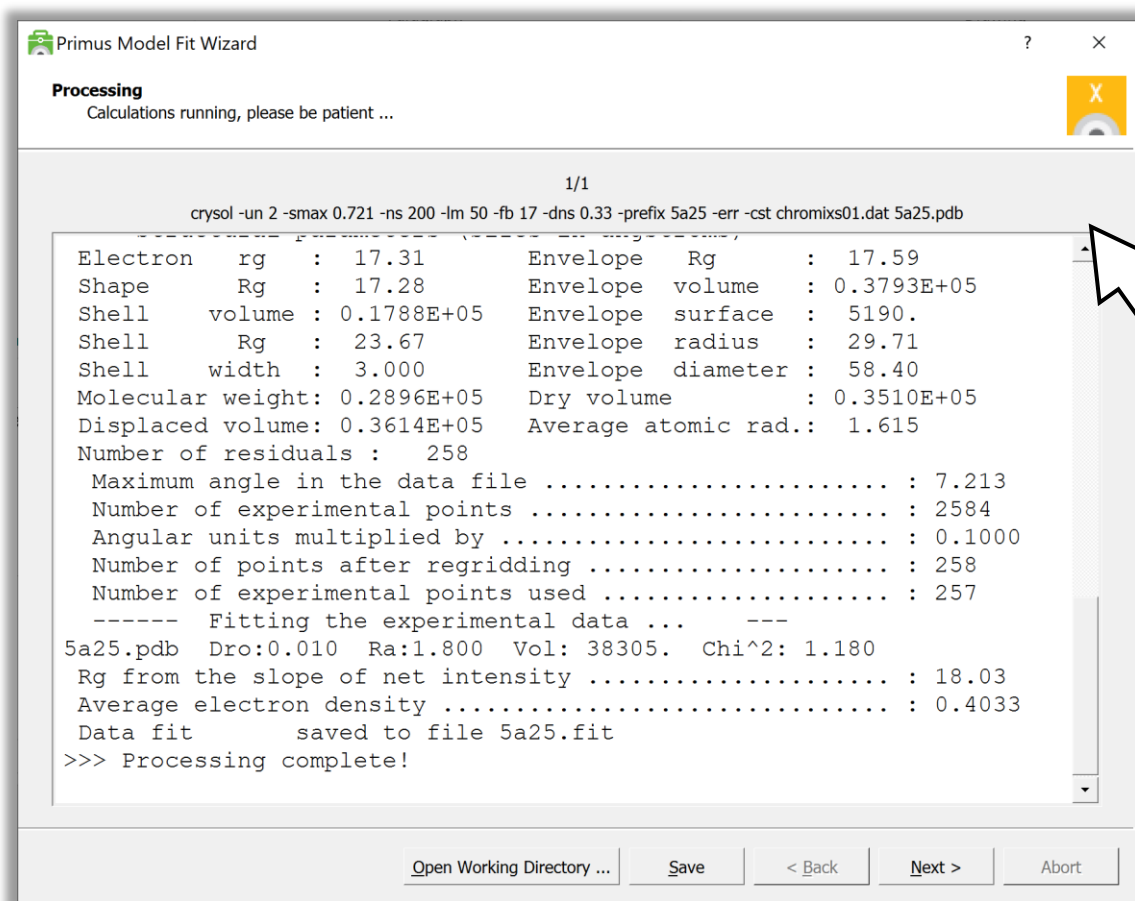 Primus Model Fit Wizard ? ×
Processing
Calculations running, please be patient ...
X
1/1
crysol -un 2 -smax 0.721 -ns 200 -lm 50 -fb 17 -dns 0.33 -prefix 5a25 -err -cst chromixs01.dat 5a25.pdb
Electron rg : 17.31 Envelope Rg : 17.59
Shape Rg : 17.28 Envelope volume : 0.3793E+05
Shell volume : 0.1788E+05 Envelope surface : 5190.
Shell Rg : 23.67 Envelope radius : 29.71
Shell width : 3.000 Envelope diameter : 58.40
Molecular weight: 0.2896E+05 Dry volume : 0.3510E+05
Displaced volume: 0.3614E+05 Average atomic rad.: 1.615
Number of residuals : 258
Maximum angle in the data file ........................ : 7.213
Number of experimental points ......................... : 2584
Angular units multiplied by ........................... : 0.1000
Number of points after regridding ..................... : 258
Number of experimental points used .................... : 257
------ Fitting the experimental data ... ---
5a25.pdb Dro:0.010 Ra:1.800 Vol: 38305. Chi^2: 1.180
Rg from the slope of net intensity ..................... : 18.03
Average electron density ............................... : 0.4033
Data fit saved to file 5a25.fit
>>> Processing complete!
Open Working Directory ... Save < Back Next > Abort